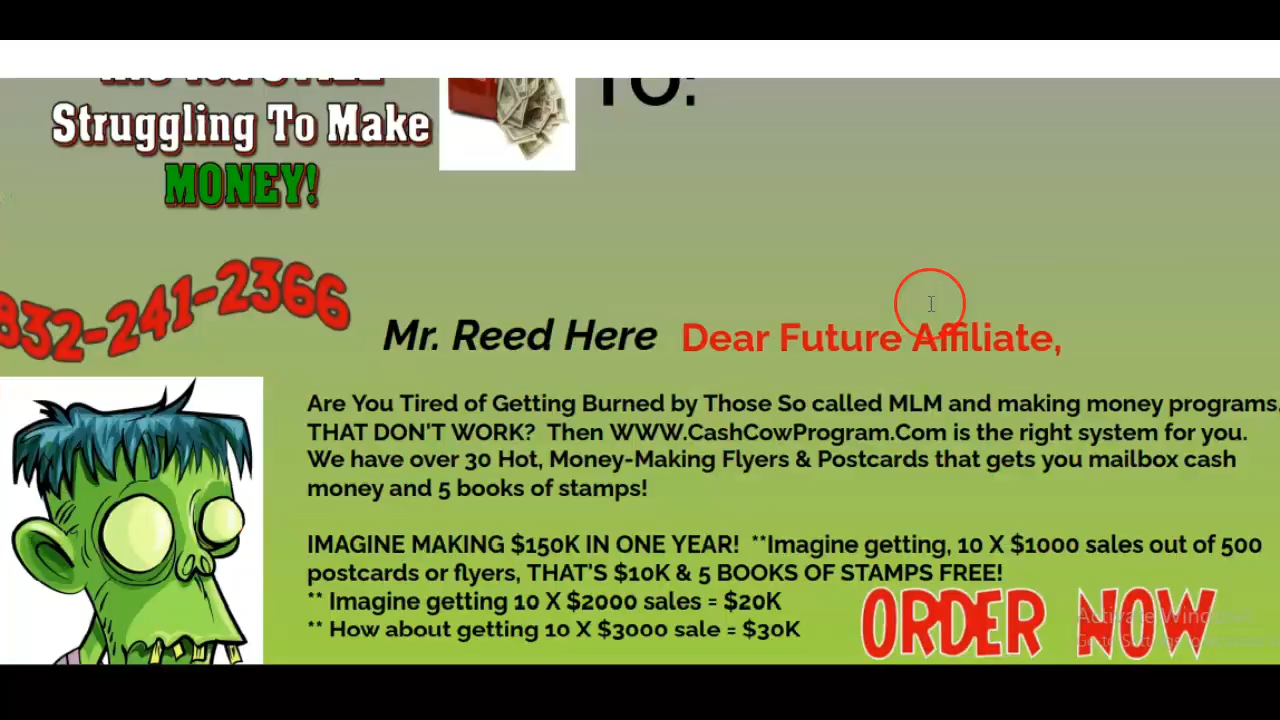 Struggling To Make
MONEY!
TO:
832-241-2366
Mr. Reed Here Dear Future Affiliate,
Are You Tired of Getting Burned by Those So called MLM and making money programs,
THAT DON'T WORK? Then WWW.CashCowProgram.Com is the right system for you.
We have over 30 Hot, Money-Making Flyers & Postcards that gets you mailbox cash
money and 5 books of stamps!
IMAGINE MAKING $150K IN ONE YEAR! **Imagine getting, 10 X $1000 sales out of 500
postcards or flyers, THAT'S $10K & 5 BOOKS OF STAMPS FREE!
** Imagine getting 10 X $2000 sales = $20K
** How about getting 10 X $3000 sale = $30K
ORDER NOW